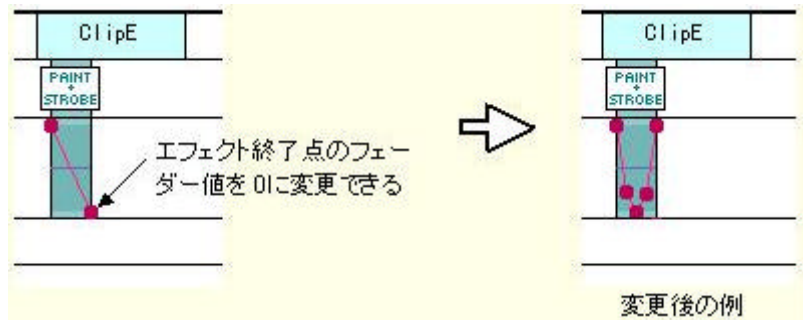 ClipE
PAINT
+
STROBE
エフェクト終了点のフェー
ダー値を0に変更できる
ClipE
PAINT
+
STROBE
変更後の例